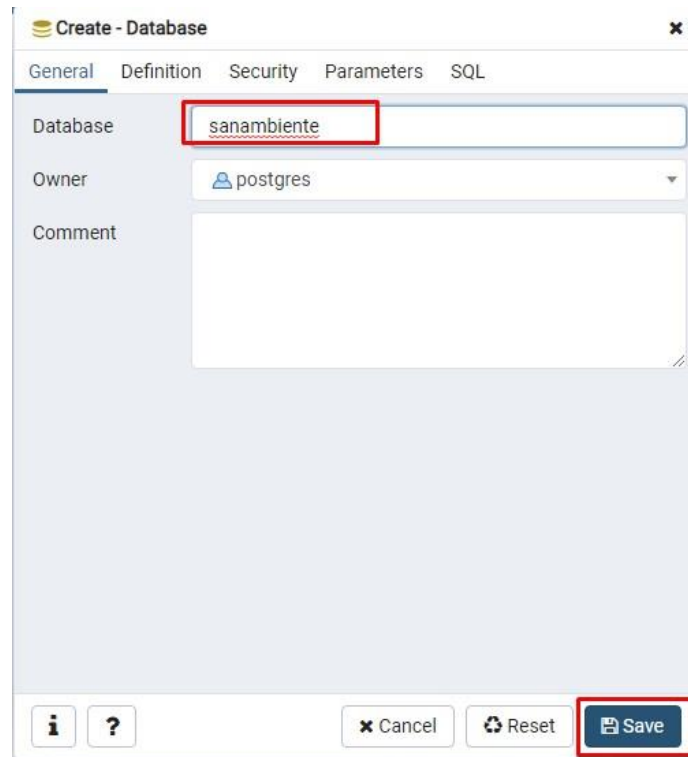 Create - Database
General Definition Security Parameters SQL
Database sanambiente
Owner postgres
Comment
i ? Cancel Reset Save